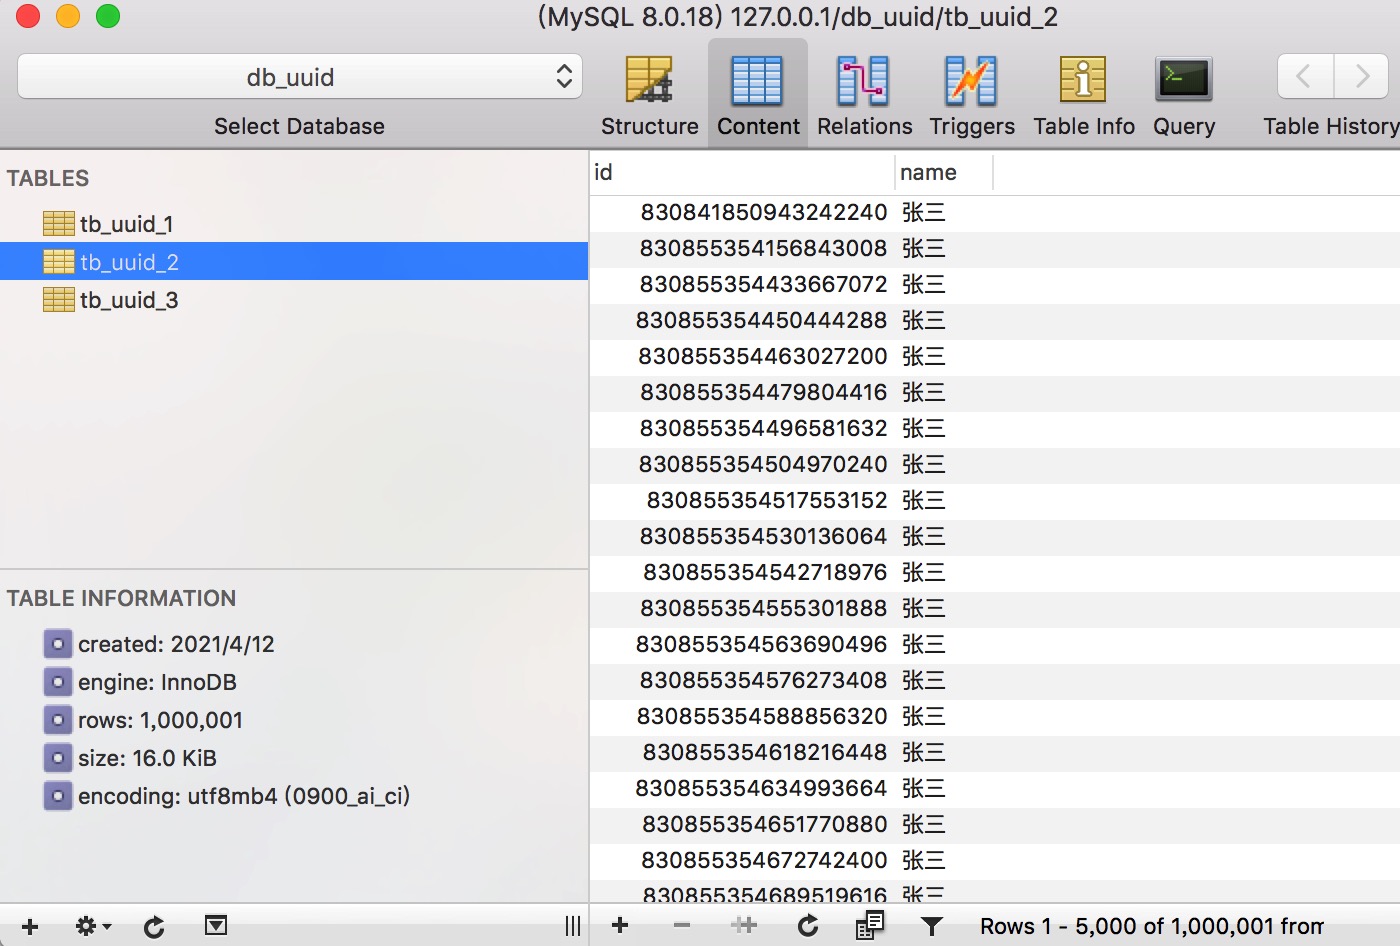 (MySQL 8.0.18) 127.0.0.1/db_uuid/tb_uuid_2
db_uuid
Select Database
Structure Content Relations Triggers Table Info Query Table History
TABLES
tb_uuid_1
tb_uuid_2
tb_uuid_3
TABLE INFORMATION
created: 2021/4/12
engine: InnoDB
rows: 1,000,001
size: 16.0 KiB
encoding: utf8mb4 (0900_ai_ci)
id name
830841850943242240 张三
830855354156843008 张三
830855354433667072 张三
830855354450444288 张三
830855354463027200 张三
830855354479804416 张三
830855354496581632 张三
830855354504970240 张三
830855354517553152 张三
830855354530136064 张三
830855354542718976 张三
830855354555301888 张三
830855354563690496 张三
830855354576273408 张三
830855354588856320 张三
830855354618216448 张三
830855354634993664 张三
830855354651770880 张三
830855354672742400 张三
830855354689519616 张三
Rows 1 - 5,000 of 1,000,001 from